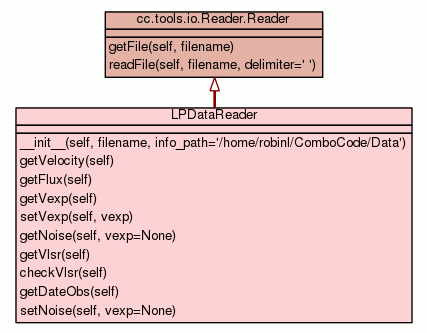 cc.tools.io.Reader.Reader
getFile(self, filename)
readFile(self, filename, delimiter=' ')
LPDataReader
__init__(self, filename, info_path='/home/robinl/ComboCode/Data')
getVelocity(self)
getFlux(self)
getVexp(self)
setVexp(self, vexp)
getNoise(self, vexp=None)
getVlsr(self)
checkVlsr(self)
getDateObs(self)
setNoise(self, vexp=None)